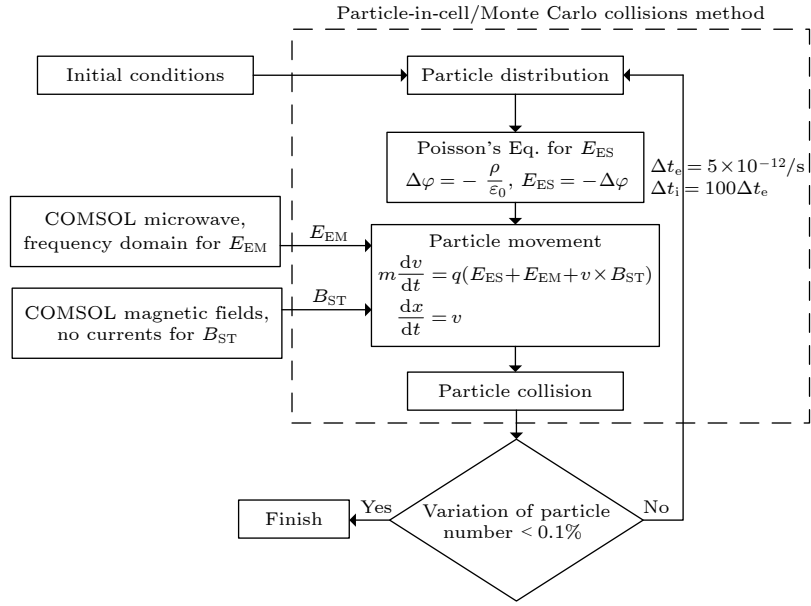 Particle-in-cell/Monte Carlo collisions method
Initial conditions
Particle distribution
Poisson's Eq. for E_ES
Δφ = − ρ/ε₀, E_ES = −Δφ
Δt_e = 5×10⁻¹²/s
Δt_i = 100Δt_e
COMSOL microwave,
frequency domain for E_EM
E_EM
Particle movement
m dv/dt = q(E_ES + E_EM + v × B_ST)
dx/dt = v
COMSOL magnetic fields,
no currents for B_ST
B_ST
Particle collision
Variation of particle
number < 0.1%
Yes
No
Finish